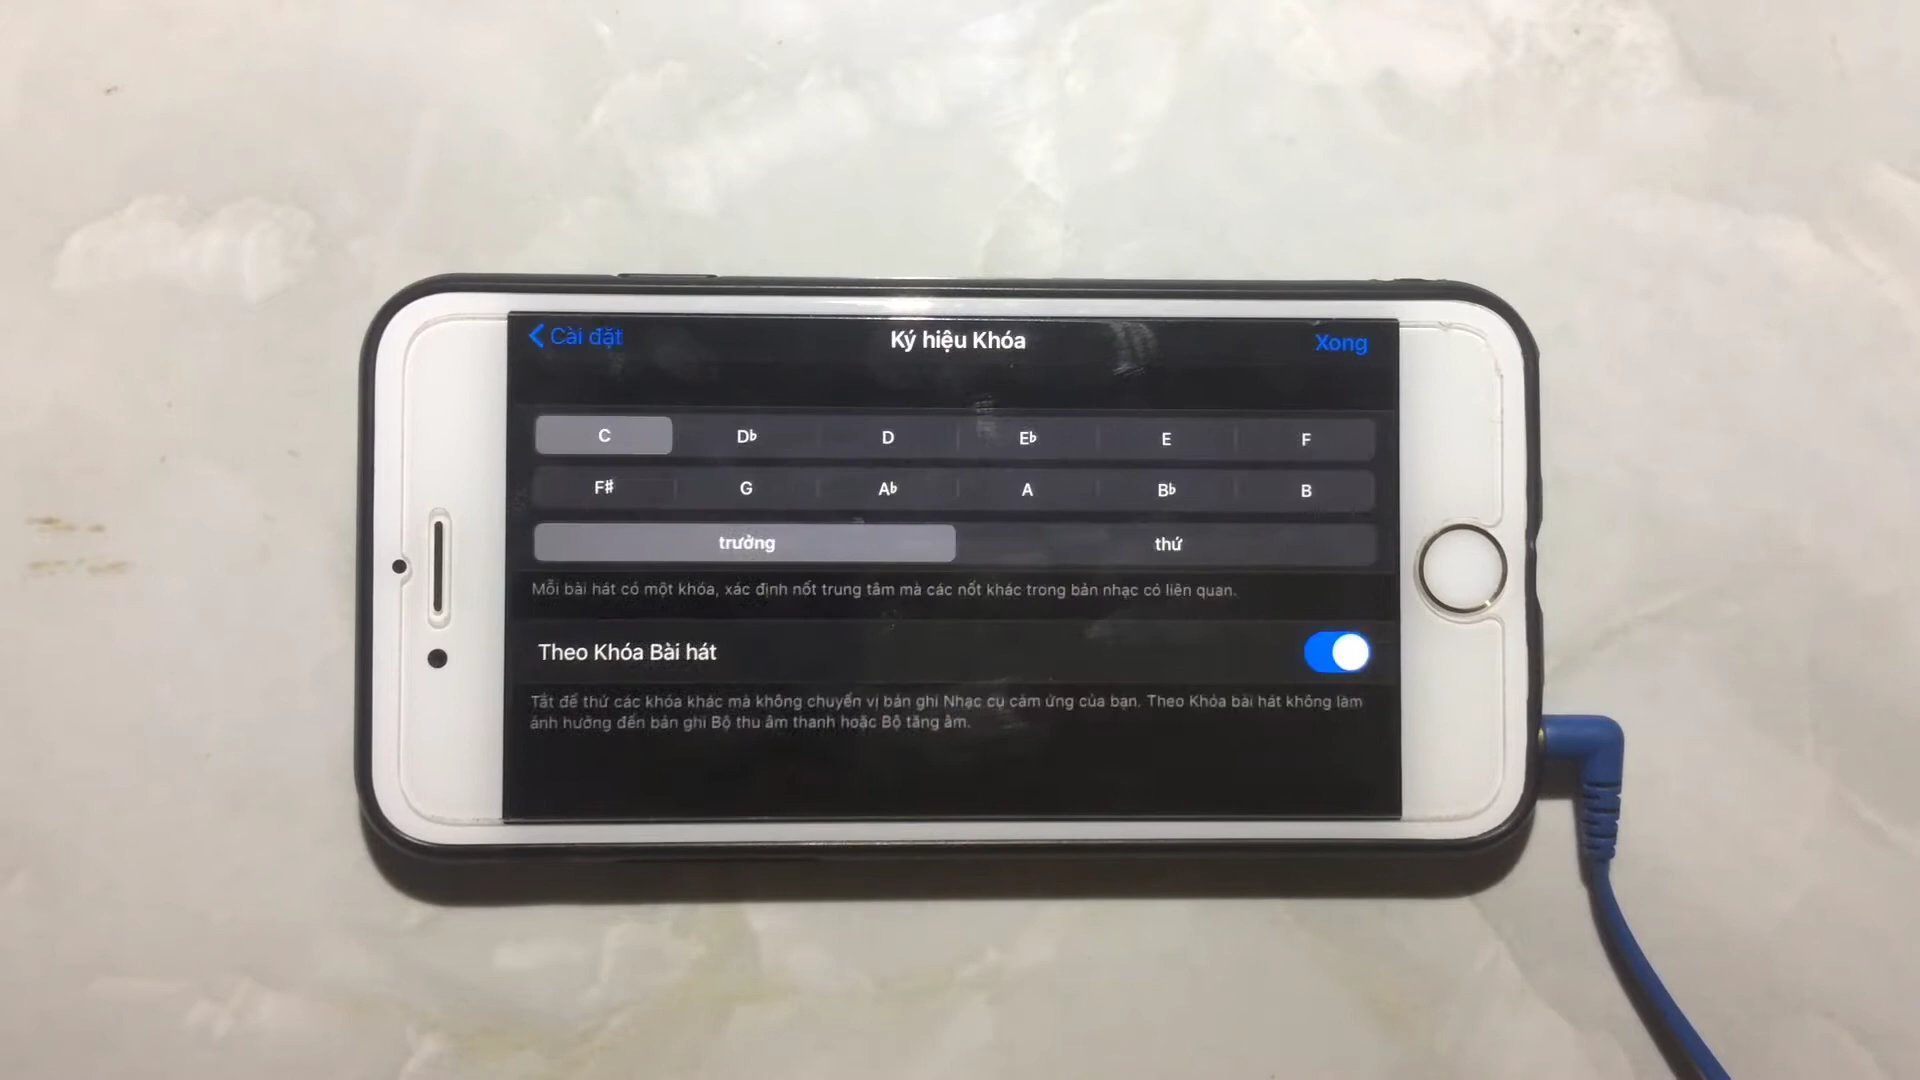 Cài đặt Ký hiệu Khóa Xong
C D♭ D E♭ E F
F# G A♭ A B♭ B
trưởng thứ
Mỗi bài hát có một khóa, xác định nốt trung tâm mà các nốt khác trong bản nhạc có liên quan.
Theo Khóa Bài hát
Tắt để thử các khóa khác mà không chuyển vị bản ghi Nhạc cụ cảm ứng của bạn. Theo Khóa bài hát không làm
ảnh hưởng đến bản ghi Bộ thu âm thanh hoặc Bộ tăng âm.